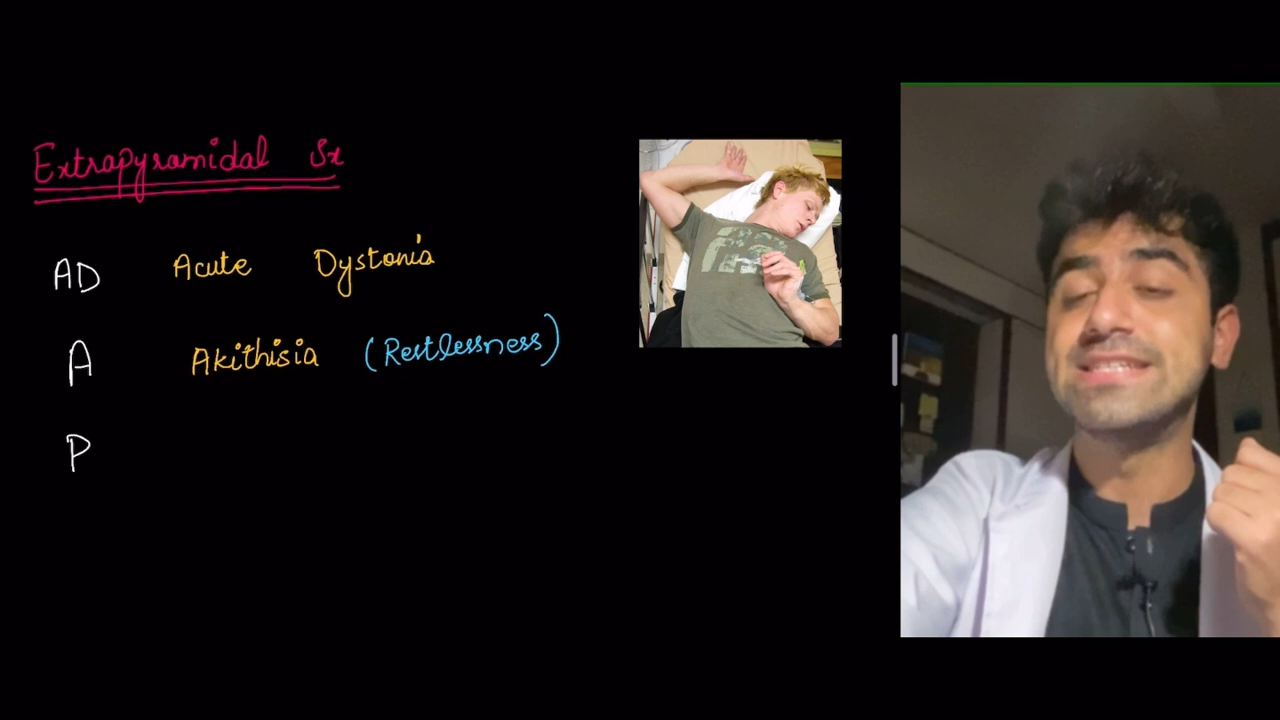 Extrapyramidal Sx
AD Acute Dystonia
A Akithisia (Restlessness)
P